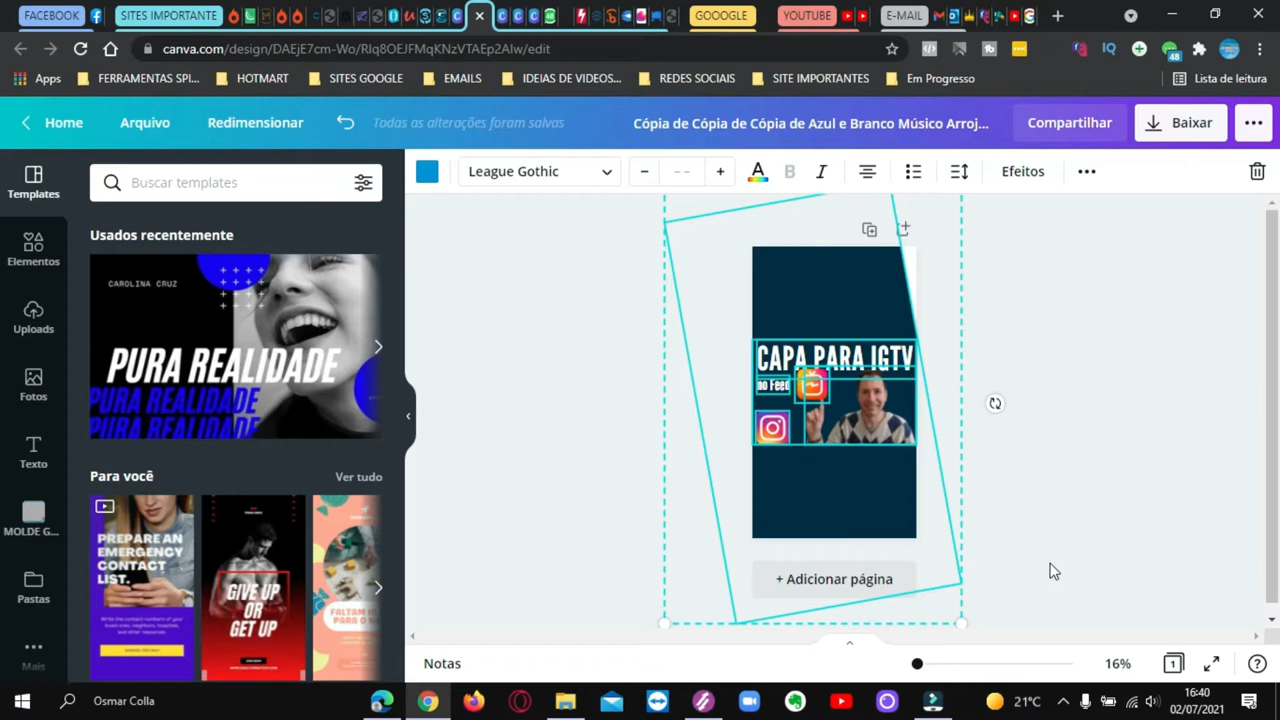 FACEBOOK
SITES IMPORTANTE
GOOOGLE
YOUTUBE
E-MAIL
canva.com/design/DAEjE7cm-Wo/RIq8OEJFMqKNzVTAEp2AIw/edit
48
Apps
FERRAMENTAS SPI...
HOTMART
SITES GOOGLE
EMAILS
IDEIAS DE VIDEOS...
REDES SOCIAIS
SITE IMPORTANTES
Em Progresso
Lista de leitura
Home
Arquivo
Redimensionar
Todas as alterações foram salvas
Cópia de Cópia de Cópia de Azul e Branco Músico Arroj...
Compartilhar
Baixar
Templates
Buscar templates
League Gothic
Efeitos
Usados recentemente
CAROLINA CRUZ
PURA REALIDADE
PURA REALIDADE
PURA REALIDADE
Elementos
Uploads
Fotos
Texto
MOLDE G...
Pastas
Mais
Para você
Ver tudo
PREPARE AN
EMERGENCY
CONTACT
LIST.
GIVE UP
OR
GET UP
CAPA PARA IGTV
no Feed
+ Adicionar página
Notas
16%
1
Osmar Colla
21°C
16:40
02/07/2021